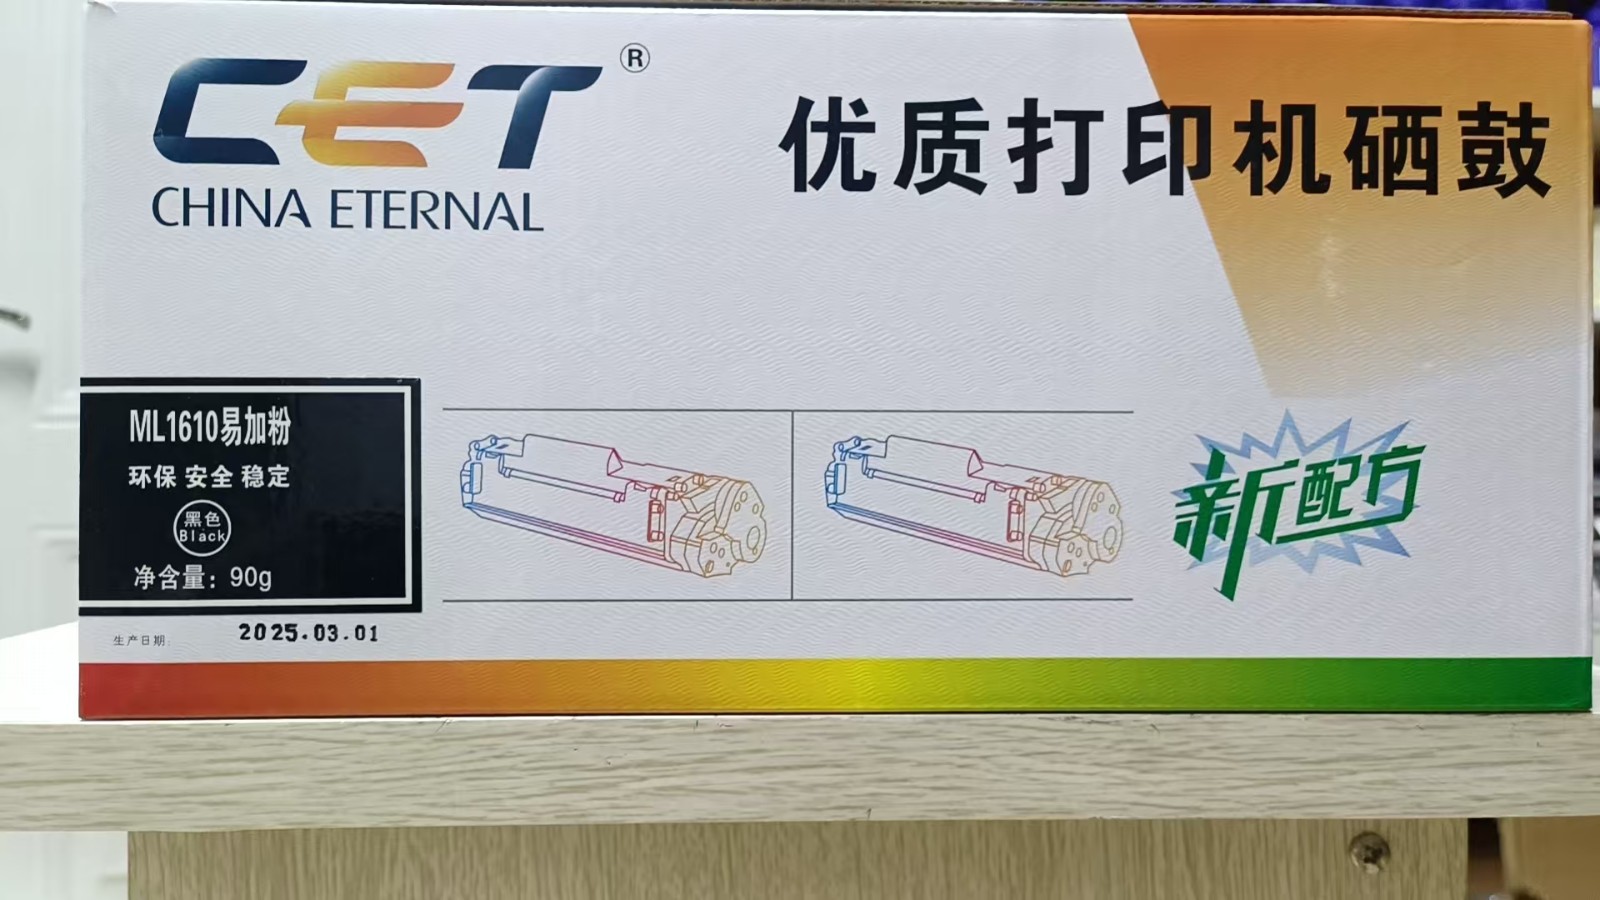 CET®
CHINA ETERNAL
优质打印机硒鼓
ML1610易加粉
环保 安全 稳定
黑色
Black
净含量：90g
生产日期:
2025.03.01
新配方